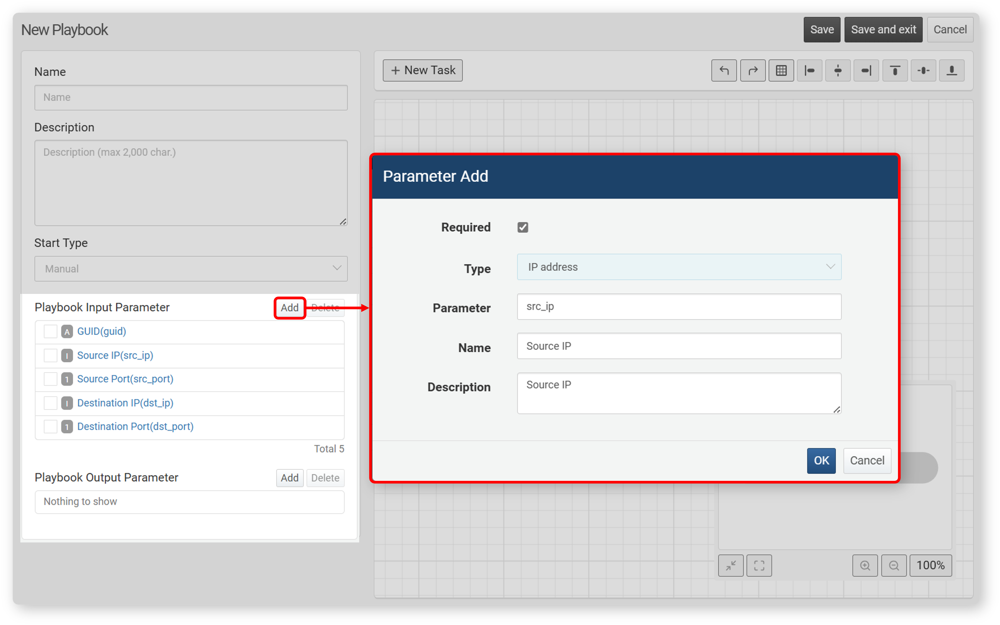 New Playbook
Save
Save and exit
Cancel
Name
Name
Description
Description (max 2,000 char.)
Start Type
Manual
Playbook Input Parameter
Add
Delete
A GUID(guid)
I Source IP(src_ip)
1 Source Port(src_port)
I Destination IP(dst_ip)
1 Destination Port(dst_port)
Total 5
Playbook Output Parameter
Add
Delete
Nothing to show
+ New Task
Parameter Add
Required
Type
IP address
Parameter
src_ip
Name
Source IP
Description
Source IP
OK
Cancel
100%